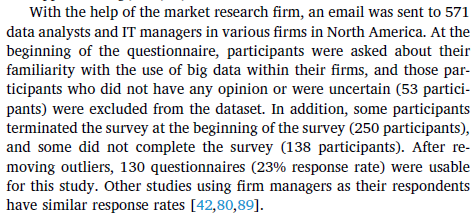 With the help of the market research firm, an email was sent to 571
data analysts and IT managers in various firms in North America. At the
beginning of the questionnaire, participants were asked about their
familiarity with the use of big data within their firms, and those par-
ticipants who did not have any opinion or were uncertain (53 partici-
pants) were excluded from the dataset. In addition, some participants
terminated the survey at the beginning of the survey (250 participants),
and some did not complete the survey (138 participants). After re-
moving outliers, 130 questionnaires (23% response rate) were usable
for this study. Other studies using firm managers as their respondents
have similar response rates [42,80,89].